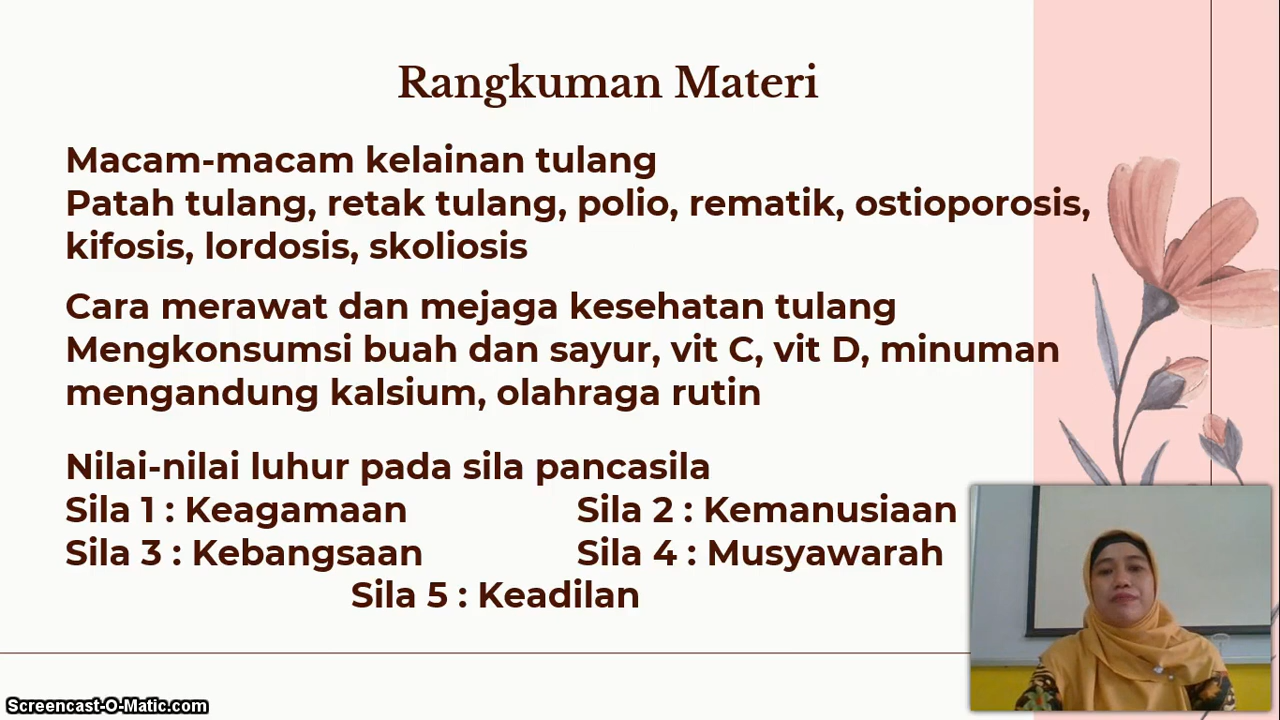 Rangkuman Materi
Macam-macam kelainan tulang
Patah tulang, retak tulang, polio, rematik, ostioporosis,
kifosis, lordosis, skoliosis
Cara merawat dan mejaga kesehatan tulang
Mengkonsumsi buah dan sayur, vit C, vit D, minuman
mengandung kalsium, olahraga rutin
Nilai-nilai luhur pada sila pancasila
Sila 1 : Keagamaan Sila 2 : Kemanusiaan
Sila 3 : Kebangsaan Sila 4 : Musyawarah
Sila 5 : Keadilan
Screencast-O-Matic.com